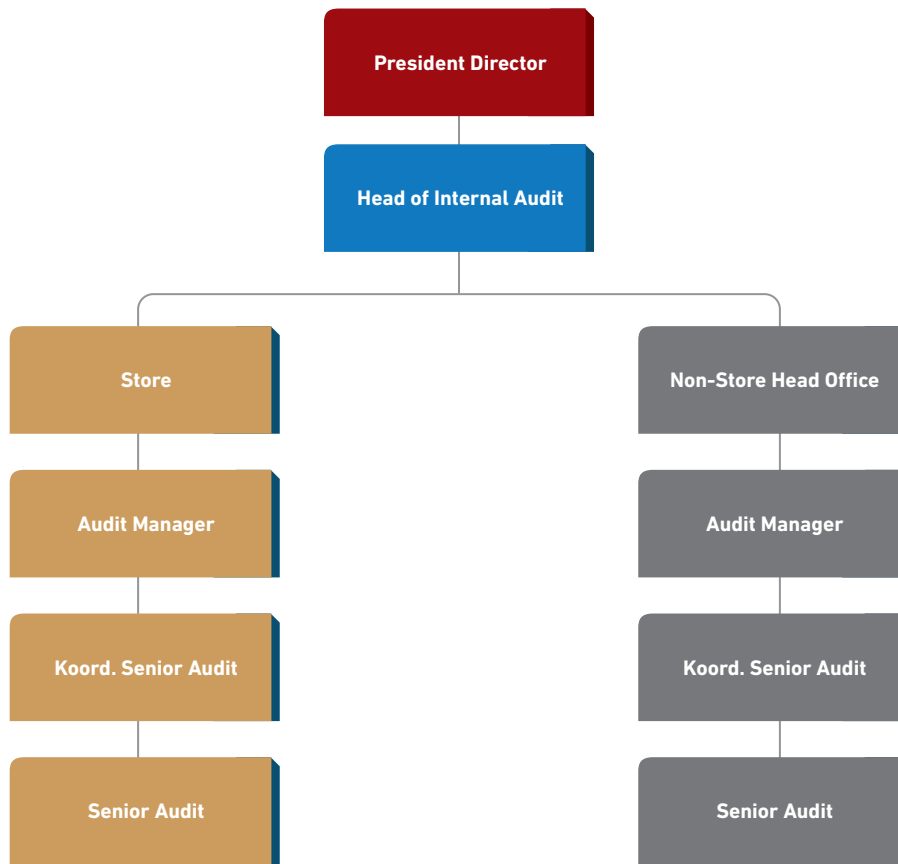 President Director
Head of Internal Audit
Store
Non-Store Head Office
Audit Manager
Audit Manager
Koord. Senior Audit
Koord. Senior Audit
Senior Audit
Senior Audit